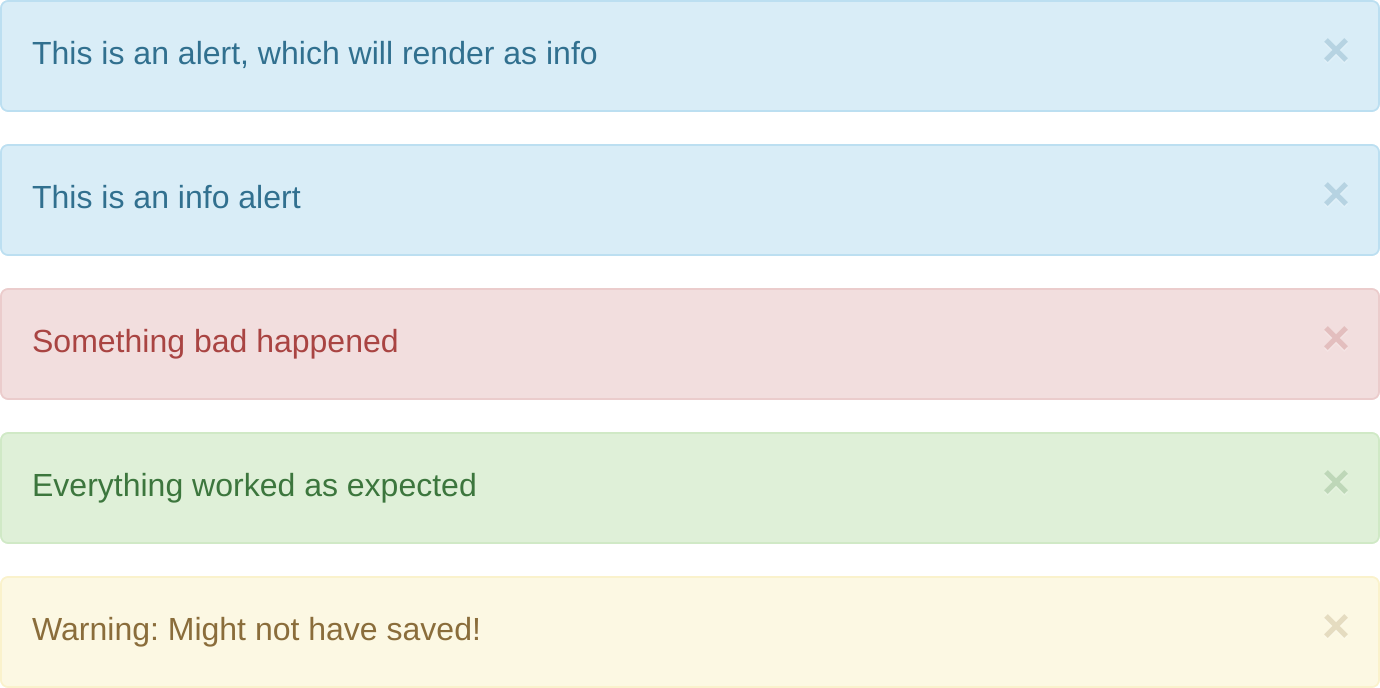 This is an alert, which will render as info ×
This is an info alert ×
Something bad happened ×
Everything worked as expected ×
Warning: Might not have saved! ×